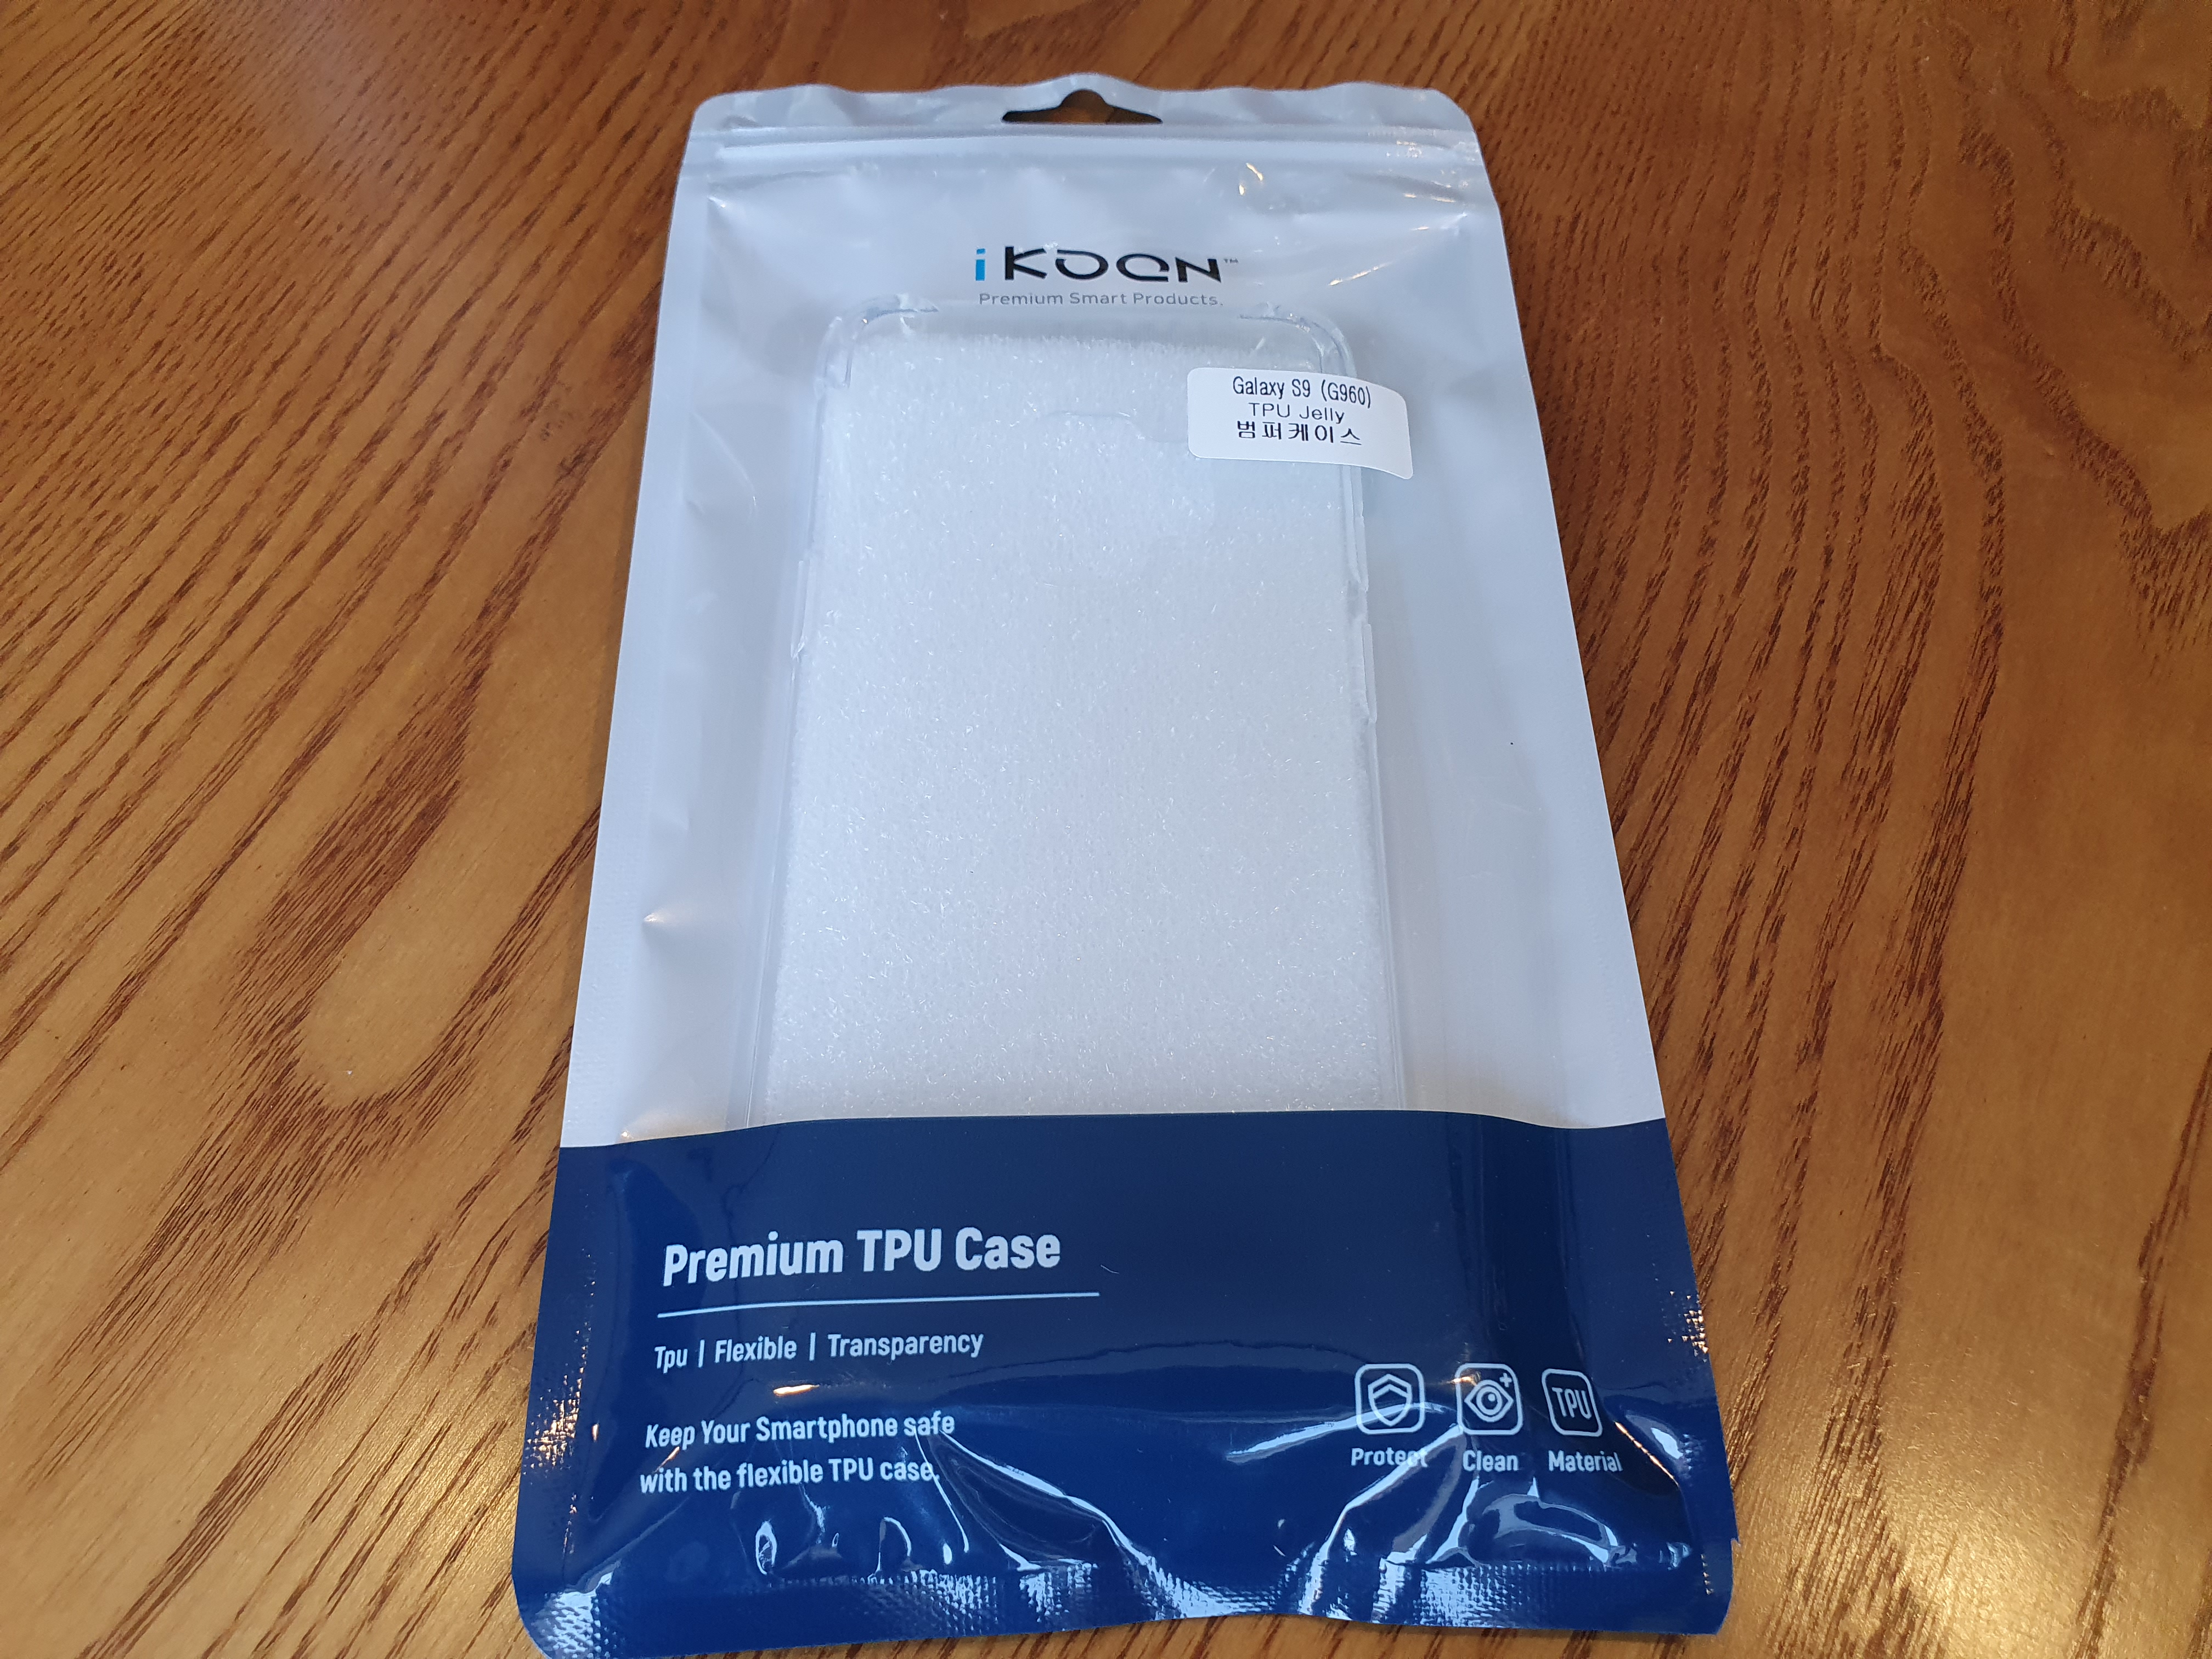 i KOON™
Premium Smart Products.
Galaxy S9 (G960)
TPU Jelly
범퍼케이스
Premium TPU Case
Tpu | Flexible | Transparency
Keep Your Smartphone safe
with the flexible TPU case.
TPU
Protect
Clean
Material